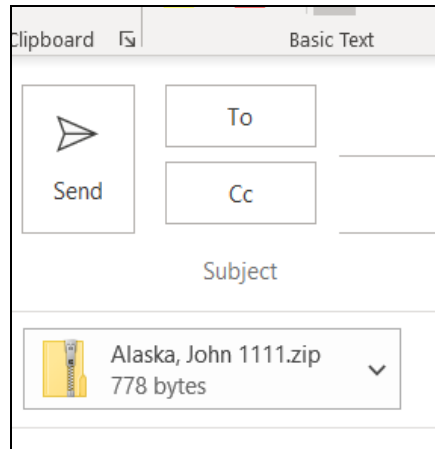 Clipboard
Basic Text
To
Send
Cc
Subject
Alaska, John 1111.zip
778 bytes